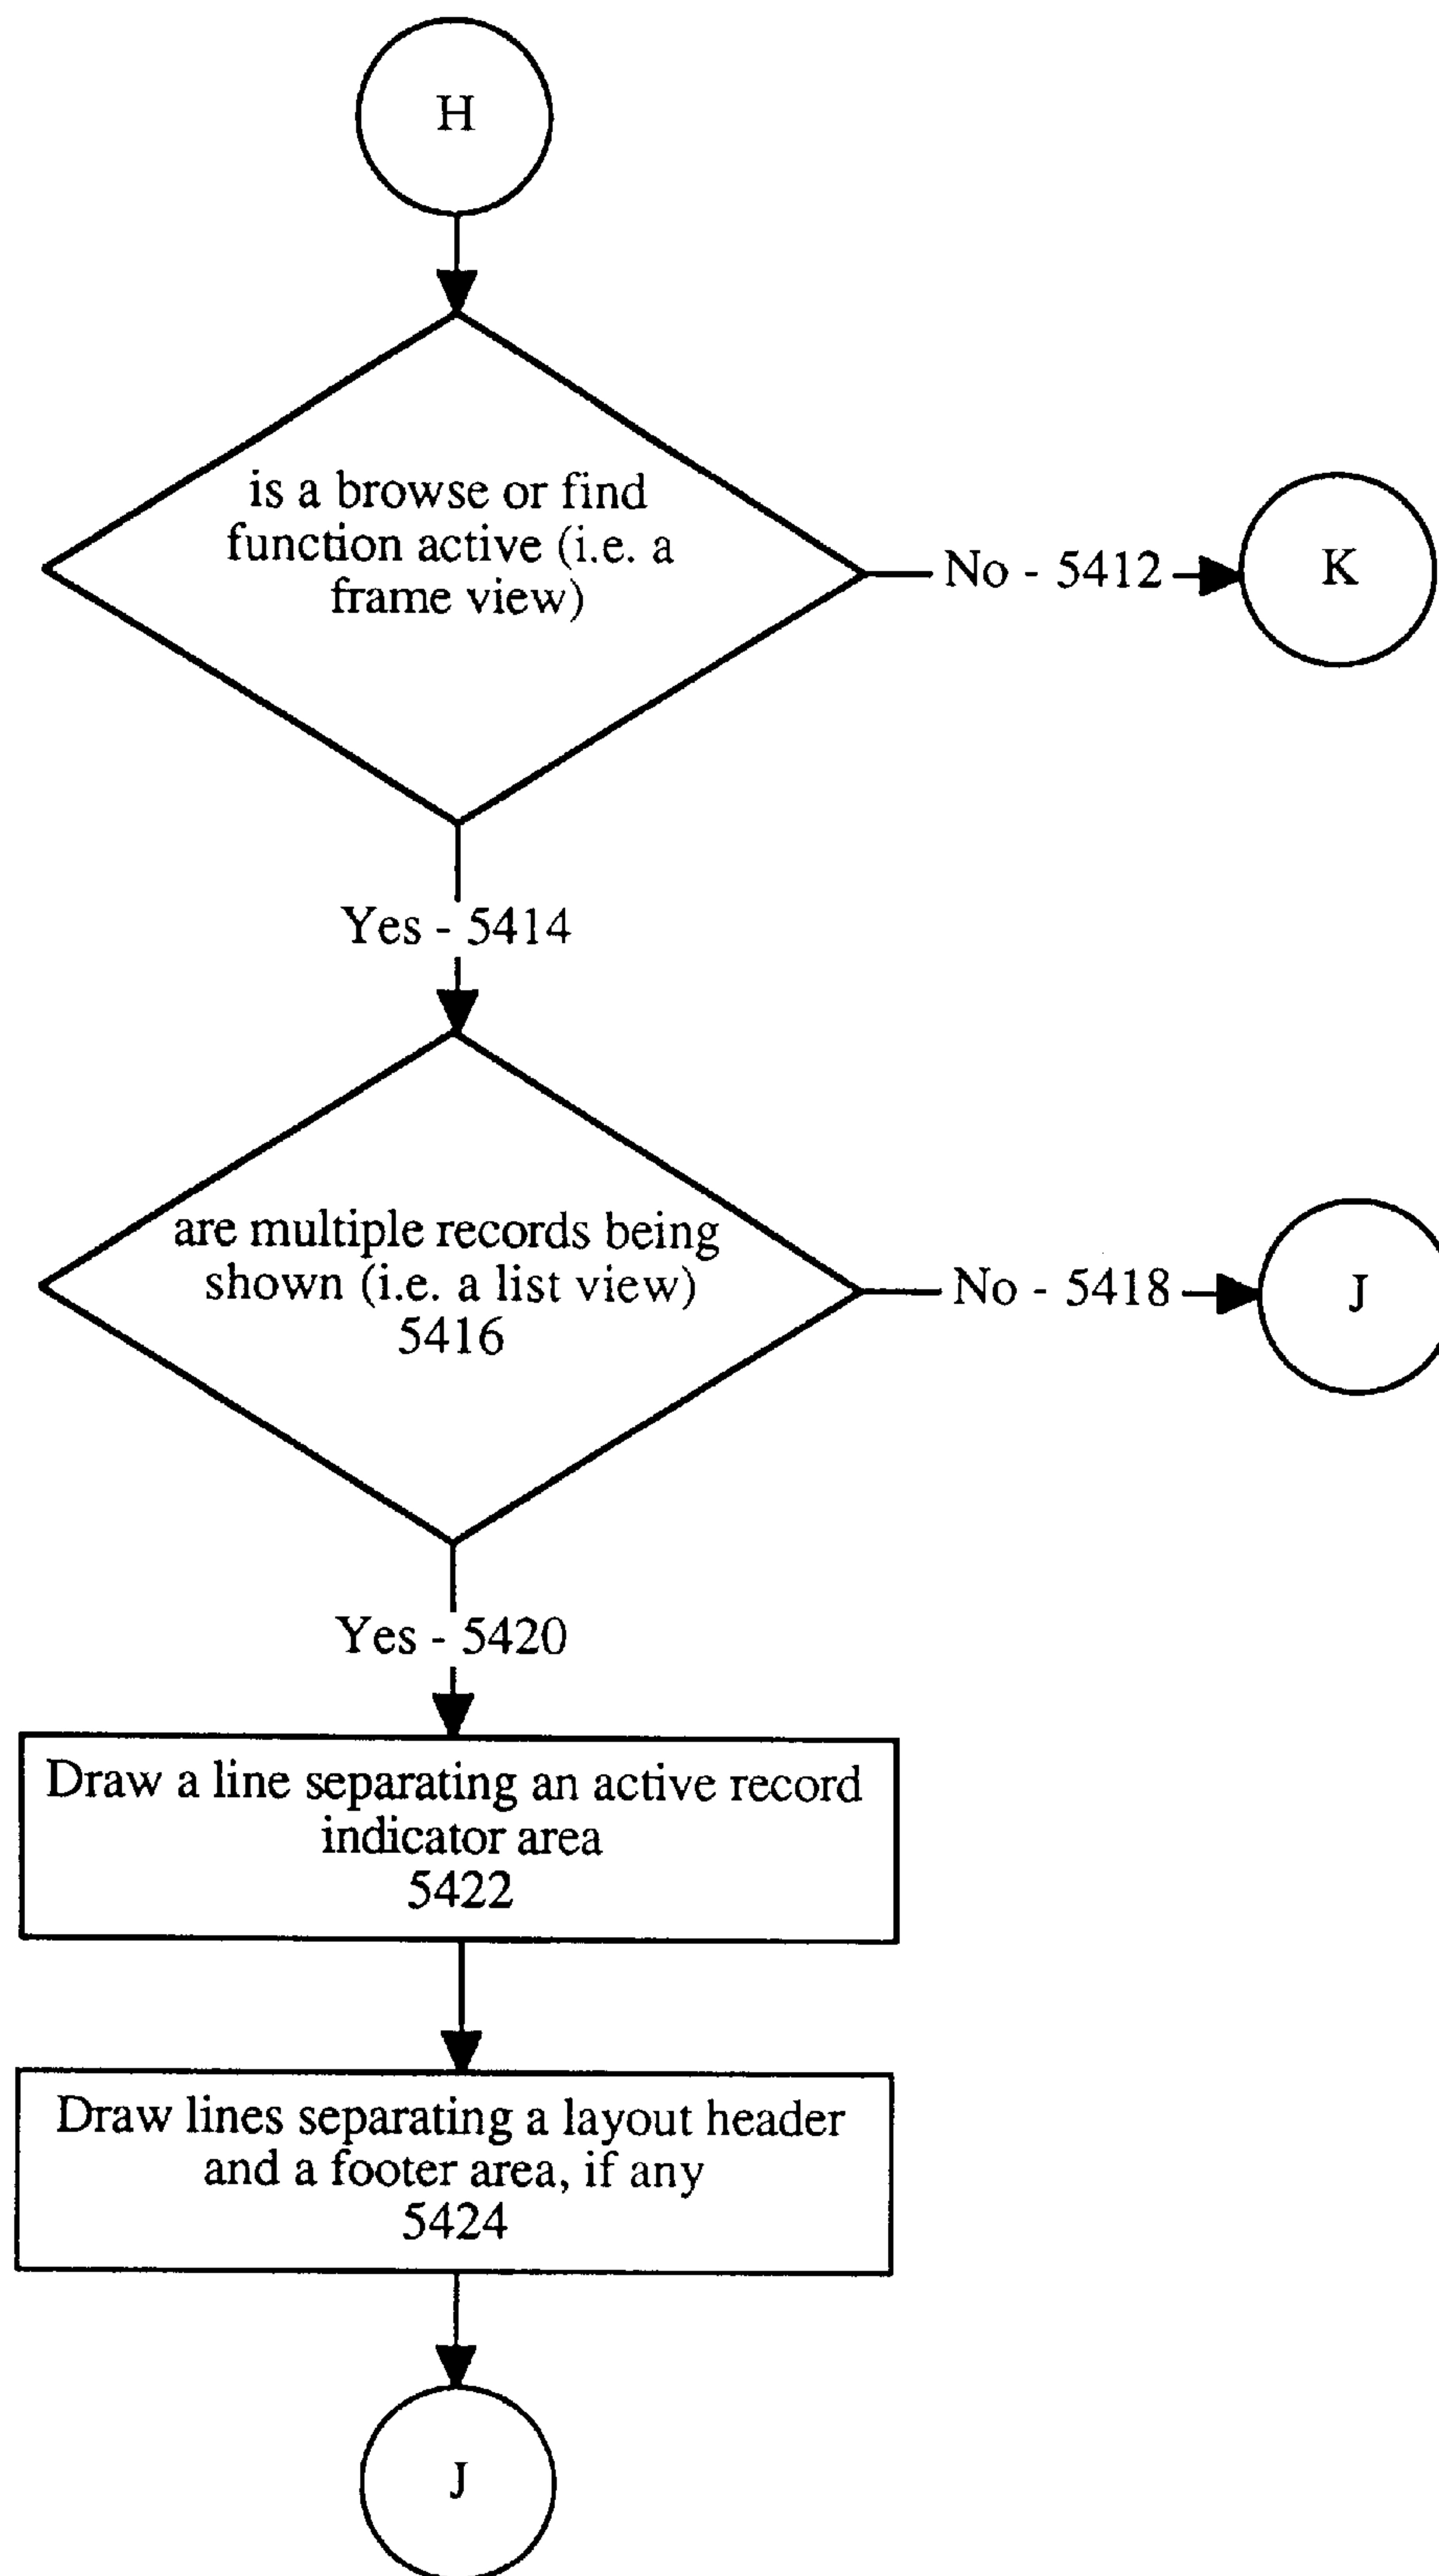 H
is a browse or find
function active (i.e. a
frame view)
No - 5412
K
Yes - 5414
are multiple records being
shown (i.e. a list view)
5416
No - 5418
J
Yes - 5420
Draw a line separating an active record
indicator area
5422
Draw lines separating a layout header
and a footer area, if any
5424
J